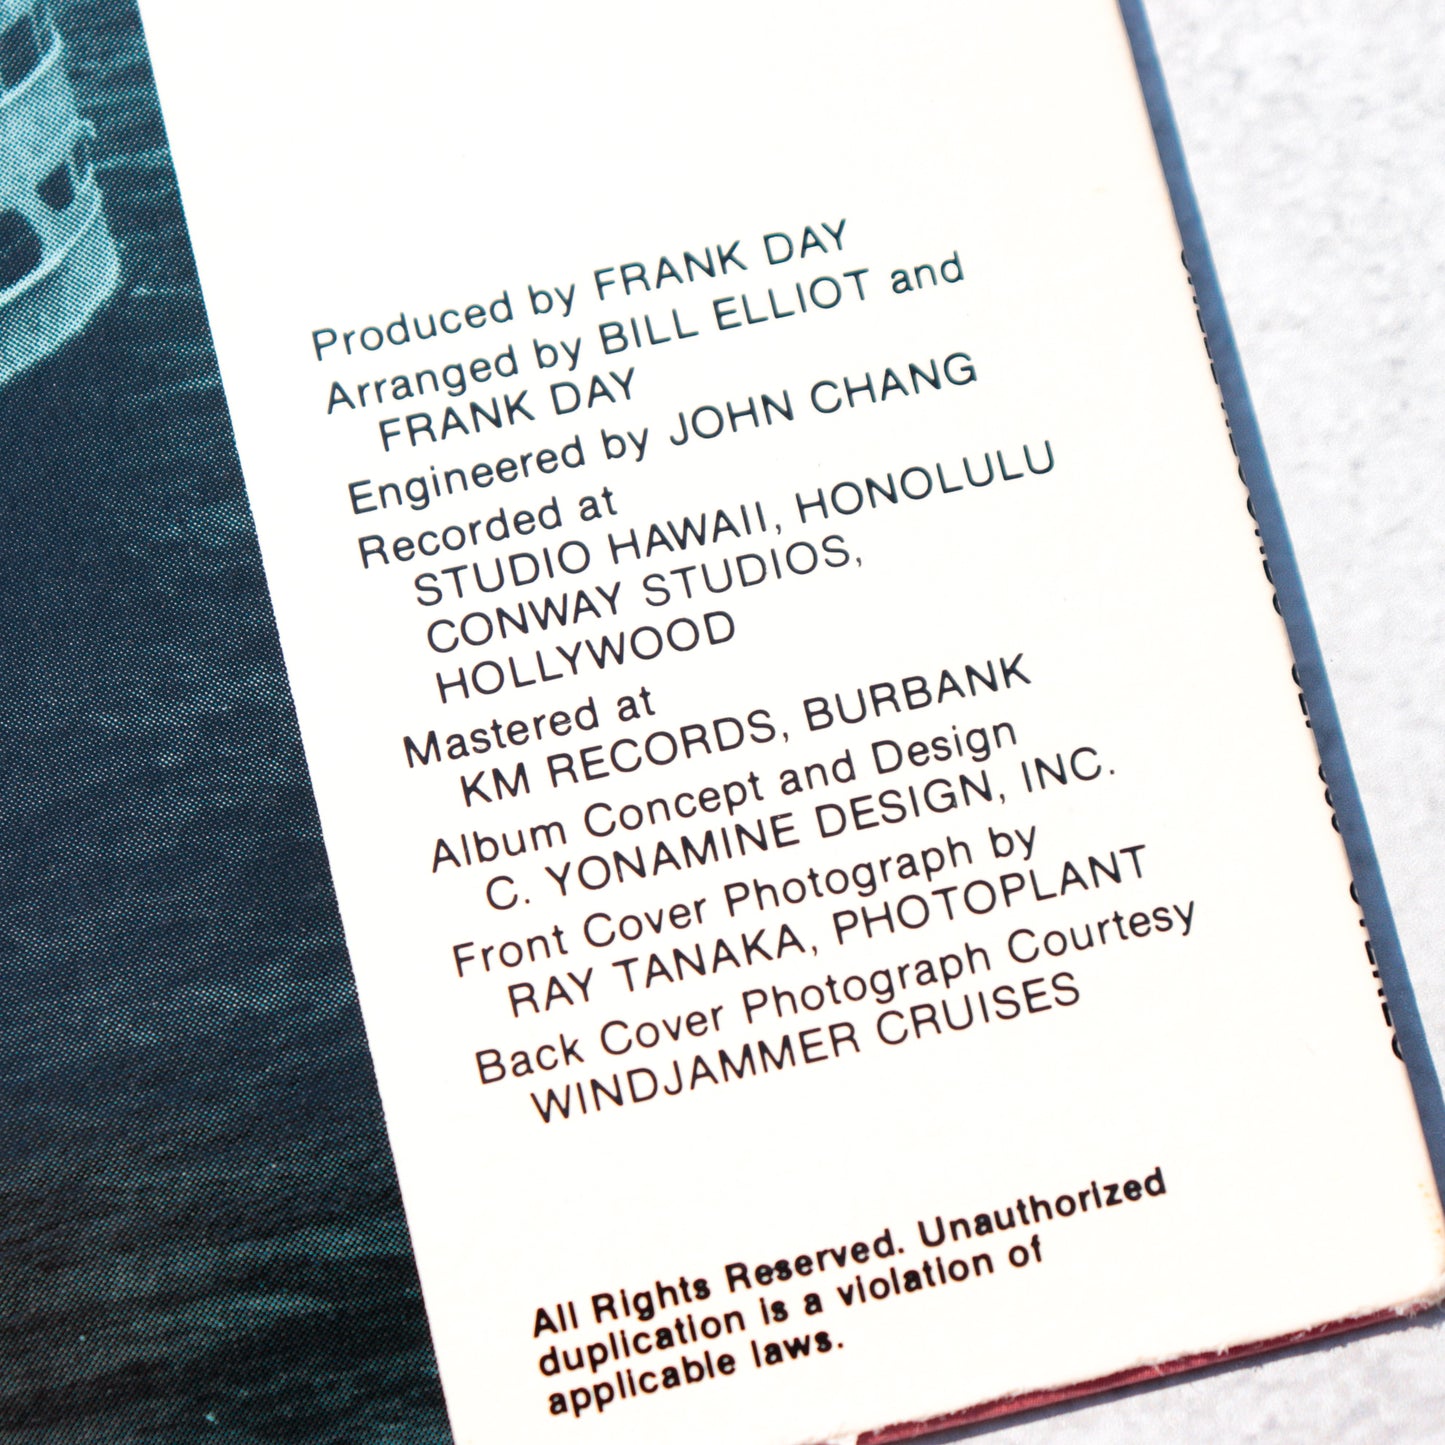 Produced by FRANK DAY
Arranged by BILL ELLIOT and
FRANK DAY
Engineered by JOHN CHANG
Recorded at
STUDIO HAWAII, HONOLULU
CONWAY STUDIOS,
HOLLYWOOD
Mastered at
KM RECORDS, BURBANK
Album Concept and Design
C. YONAMINE DESIGN, INC.
Front Cover Photograph by
RAY TANAKA, PHOTOPLANT
Back Cover Photograph Courtesy
WINDJAMMER CRUISES
All Rights Reserved. Unauthorized
duplication is a violation of
applicable laws.